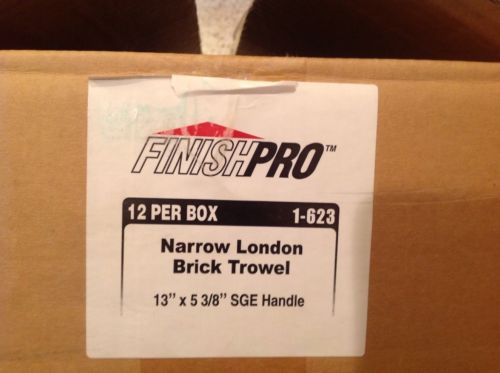 FINISHPRO™
12 PER BOX 1-623
Narrow London
Brick Trowel
13" x 5 3/8" SGE Handle